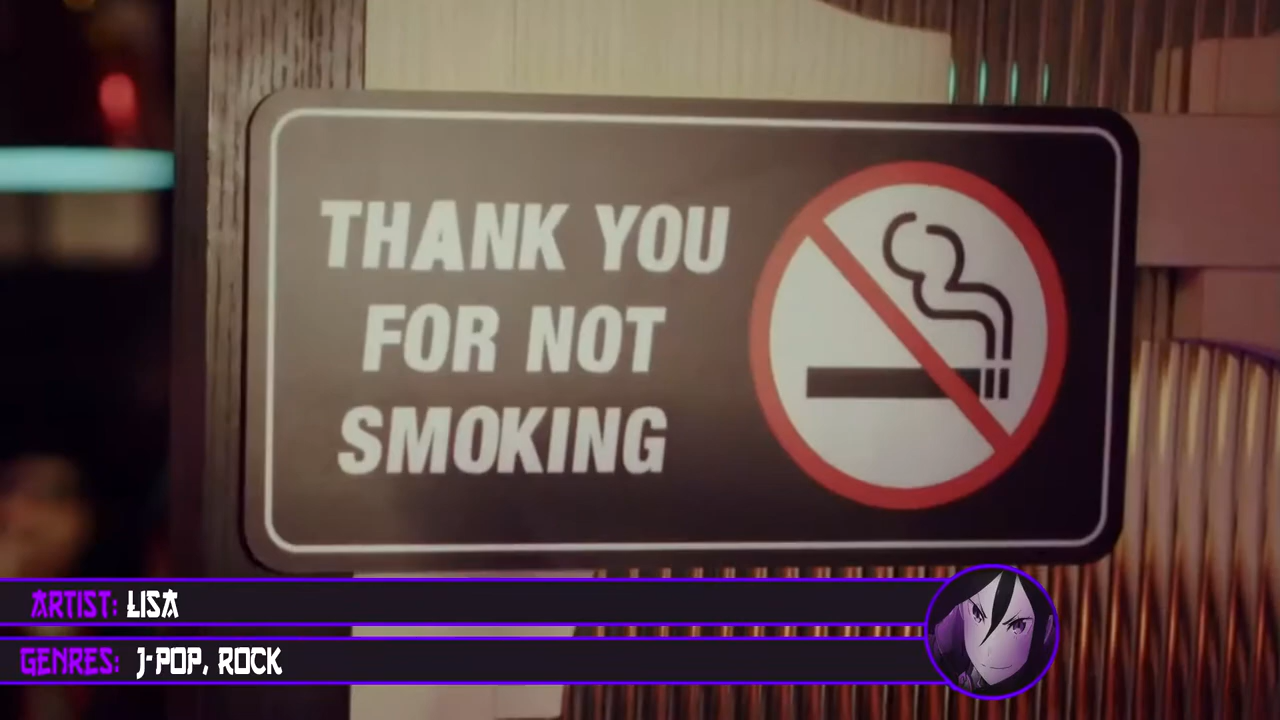 THANK YOU
FOR NOT
SMOKING
ARTIST: LISA
GENRES: J-POP, ROCK